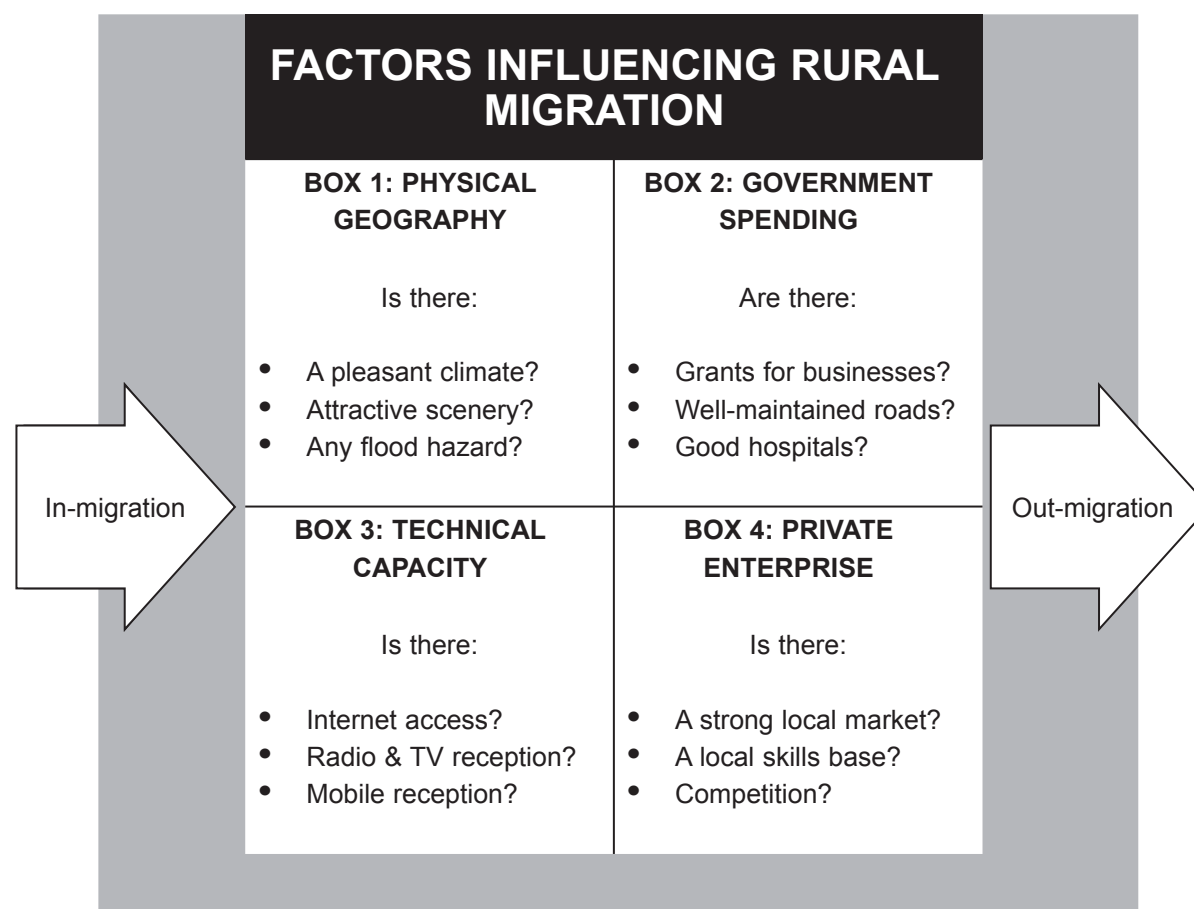 FACTORS INFLUENCING RURAL
MIGRATION
BOX 1: PHYSICAL
GEOGRAPHY
Is there:
• A pleasant climate?
• Attractive scenery?
• Any flood hazard?
BOX 2: GOVERNMENT
SPENDING
Are there:
• Grants for businesses?
• Well-maintained roads?
• Good hospitals?
In-migration
BOX 3: TECHNICAL
CAPACITY
Is there:
• Internet access?
• Radio & TV reception?
• Mobile reception?
BOX 4: PRIVATE
ENTERPRISE
Is there:
• A strong local market?
• A local skills base?
• Competition?
Out-migration